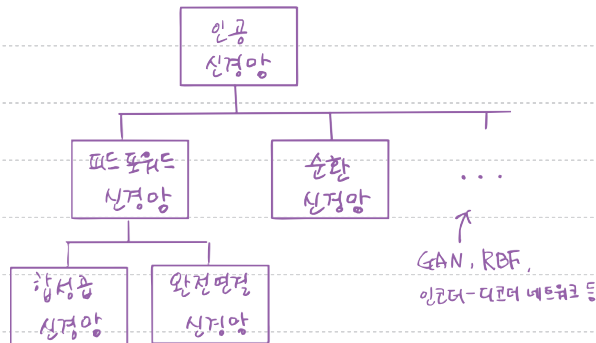 인공
신경망
피드포워드
신경망
순환
신경망
...
합성곱
신경망
완전연결
신경망
GAN, RBF,
인코더-디코더 네트워크 등